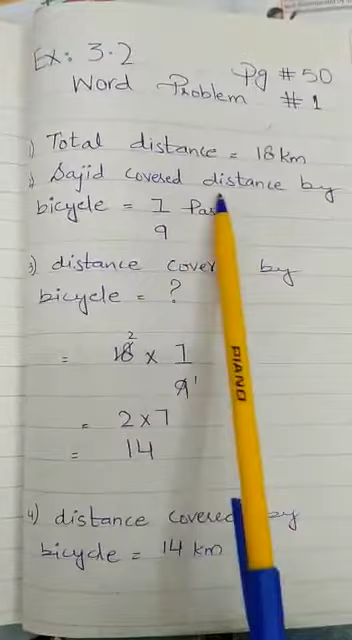 Ex: 3.2
Pg # 50
Word Problem # 1
1) Total distance = 18 km
2) Sajid covered distance by
bicycle = 7
9
3) distance cover by
bicycle = ?
= 18 2 × 7
9 1
= 2 × 7
= 14
4) distance covered by
bicycle = 14 km
PIANO